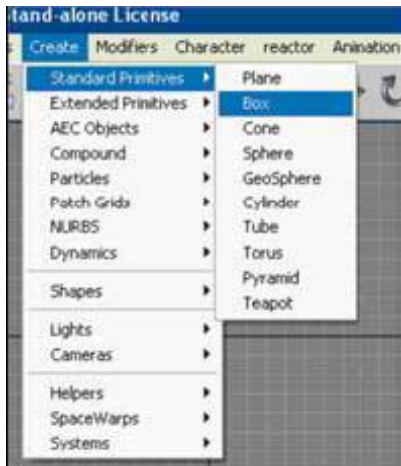 tand-alone License
s Create Modifiers Character reactor Animation
Standard Primitives
Extended Primitives
AEC Objects
Compound
Particles
Patch Grids
NURBS
Dynamics
Shapes
Lights
Cameras
Helpers
SpaceWarps
Systems
Plane
Box
Cone
Sphere
GeoSphere
Cylinder
Tube
Torus
Pyramid
Teapot